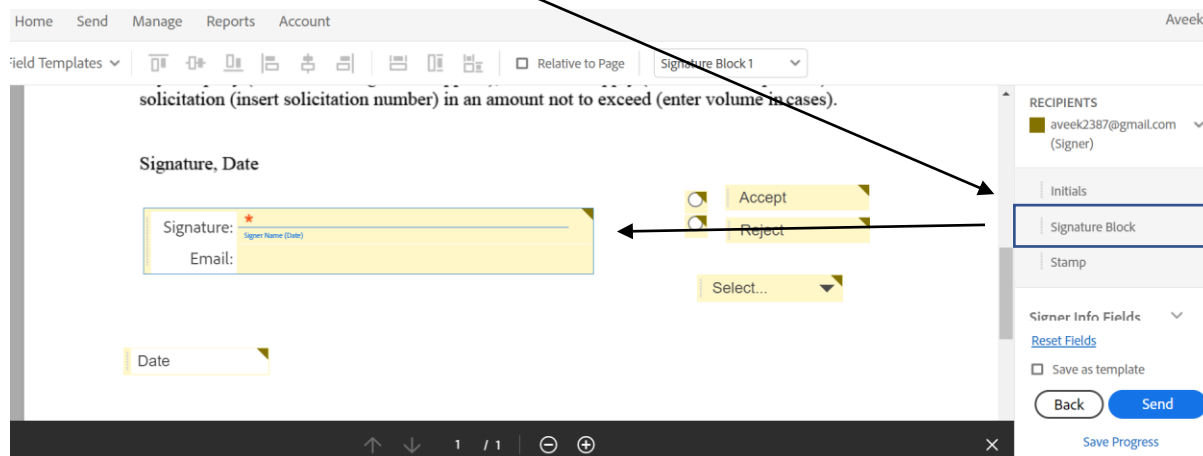 Home Send Manage Reports Account Aveek
Field Templates Relative to Page Signature Block 1
solicitation (insert solicitation number) in an amount not to exceed (enter volume in cases).
Signature, Date
Signature: *
Signer Name (Date)
Email:
Accept
Reject
Select...
Date
RECIPIENTS
aveek2387@gmail.com
(Signer)
Initials
Signature Block
Stamp
Signer Info Fields
Reset Fields
Save as template
Back Send
Save Progress
1 / 1